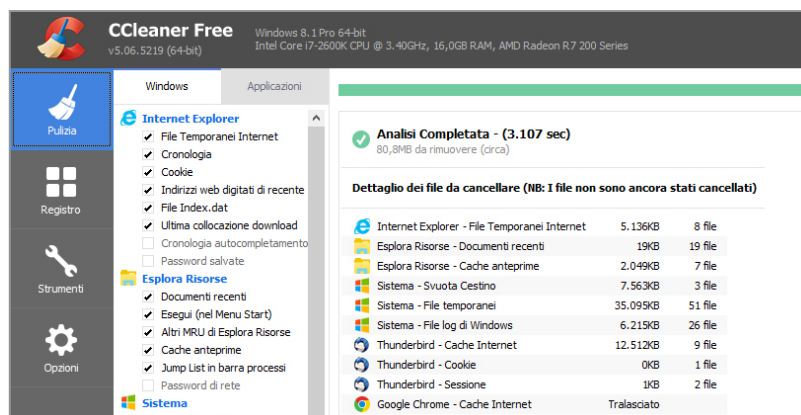 CCleaner Free
v5.06.5219 (64-bit)
Windows 8.1 Pro 64-bit
Intel Core i7-2600K CPU @ 3.40GHz, 16,0GB RAM, AMD Radeon R7 200 Series
Pulizia
Registro
Strumenti
Opzioni
Windows
Applicazioni
Internet Explorer
File Temporanei Internet
Cronologia
Cookie
Indirizzi web digitati di recente
File Index.dat
Ultima collocazione download
Cronologia autocompletamento
Password salvate
Esplora Risorse
Documenti recenti
Esegui (nel Menu Start)
Altri MRU di Esplora Risorse
Cache anteprime
Jump List in barra processi
Password di rete
Sistema
Analisi Completata - (3.107 sec)
80,8MB da rimuovere (circa)
Dettaglio dei file da cancellare (NB: I file non sono ancora stati cancellati)
Internet Explorer - File Temporanei Internet 5.136KB 8 file
Esplora Risorse - Documenti recenti 19KB 19 file
Esplora Risorse - Cache anteprime 2.049KB 7 file
Sistema - Svuota Cestino 7.563KB 3 file
Sistema - File temporanei 35.095KB 51 file
Sistema - File log di Windows 6.215KB 26 file
Thunderbird - Cache Internet 12.512KB 9 file
Thunderbird - Cookie 0KB 1 file
Thunderbird - Sessione 1KB 2 file
Google Chrome - Cache Internet Tralasciato